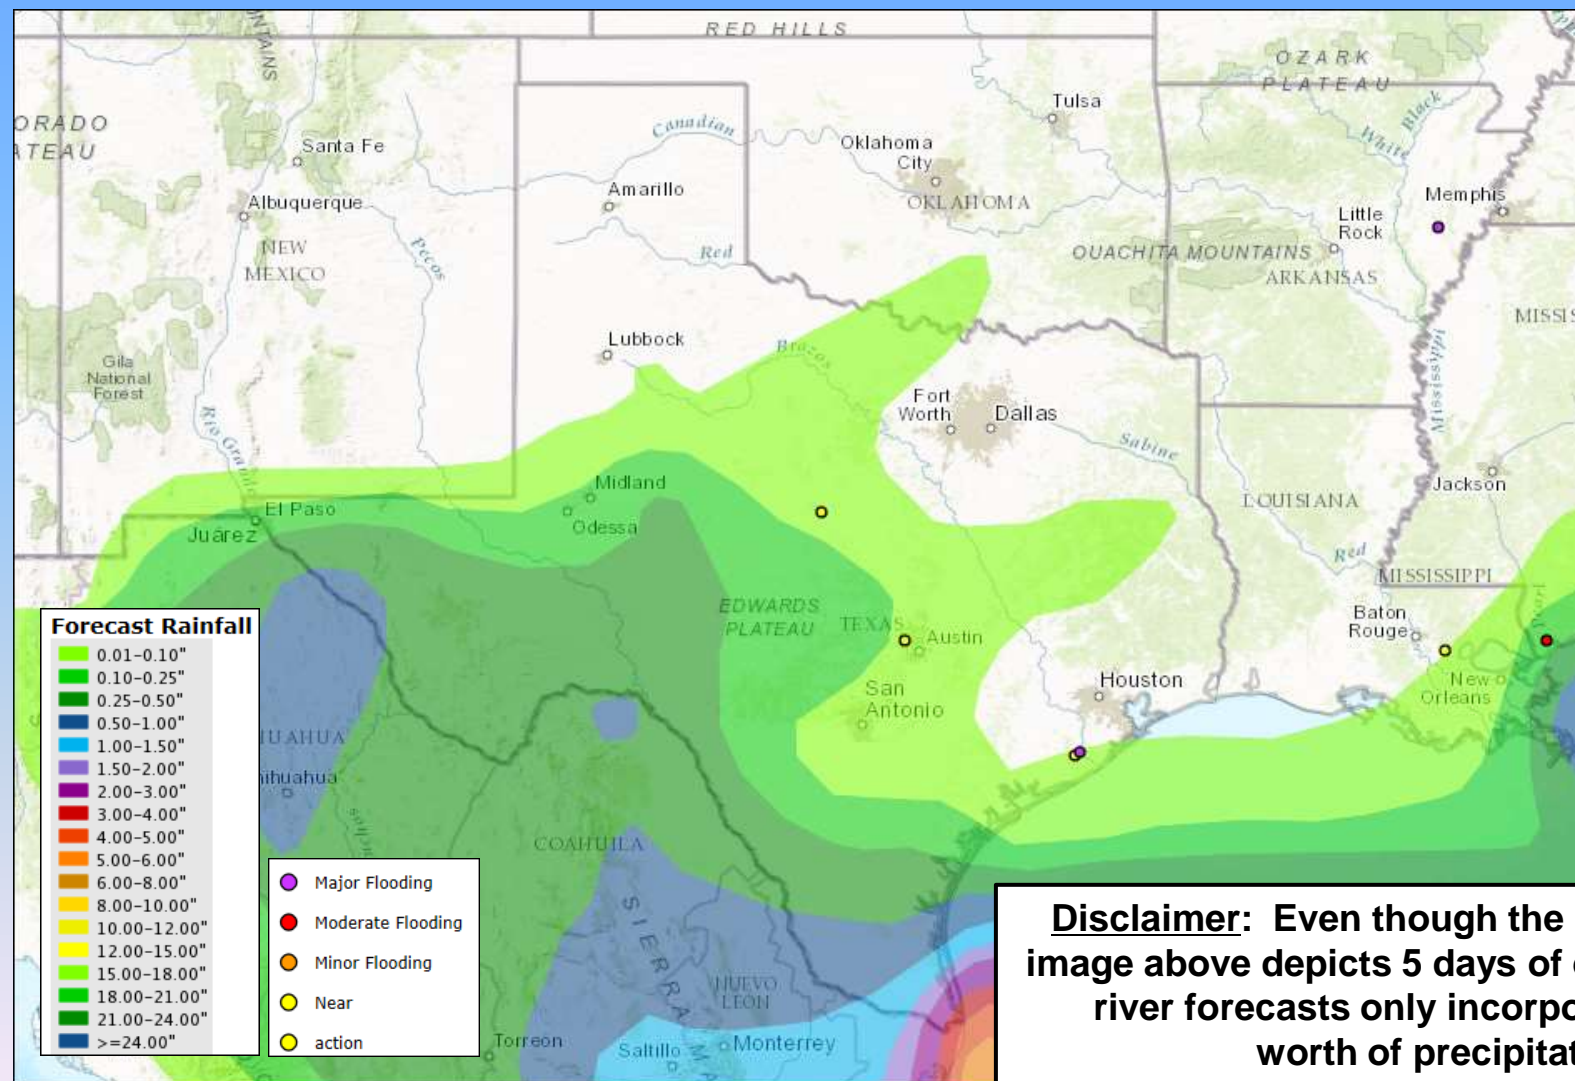 RED HILLS
OZARK
PLATEAU
NTAINS
ORADO
ATEAU
Santa Fe
Canadian
Tulsa
Black
White
Oklahoma
City
Amarillo
OKLAHOMA
Memphis
Albuquerque
Little
Rock
NEW
MEXICO
Pecos
Red
OUACHITA MOUNTAINS
ARKANSAS
MISSIS
Lubbock
Brazos
Mississippi
Gila
National
Forest
Rio Grande
Fort
Worth
Dallas
Sabine
Midland
Odessa
El Paso
Juárez
Jackson
LOUISIANA
Red
MISSISSIPPI
EDWARDS
PLATEAU
TEXAS
Austin
Baton
Rouge
Pearl
San
Antonio
Houston
New
Orleans
HUAHUA
hihuahua
COAHUILA
SIERRA
NUEVO
LEON
Torreon
Saltillo
Monterrey
Forecast Rainfall
0.01-0.10"
0.10-0.25"
0.25-0.50"
0.50-1.00"
1.00-1.50"
1.50-2.00"
2.00-3.00"
3.00-4.00"
4.00-5.00"
5.00-6.00"
6.00-8.00"
8.00-10.00"
10.00-12.00"
12.00-15.00"
15.00-18.00"
18.00-21.00"
21.00-24.00"
>=24.00"
Major Flooding
Moderate Flooding
Minor Flooding
Near
action
Disclaimer: Even though the
image above depicts 5 days of
river forecasts only incorpo
worth of precipitat